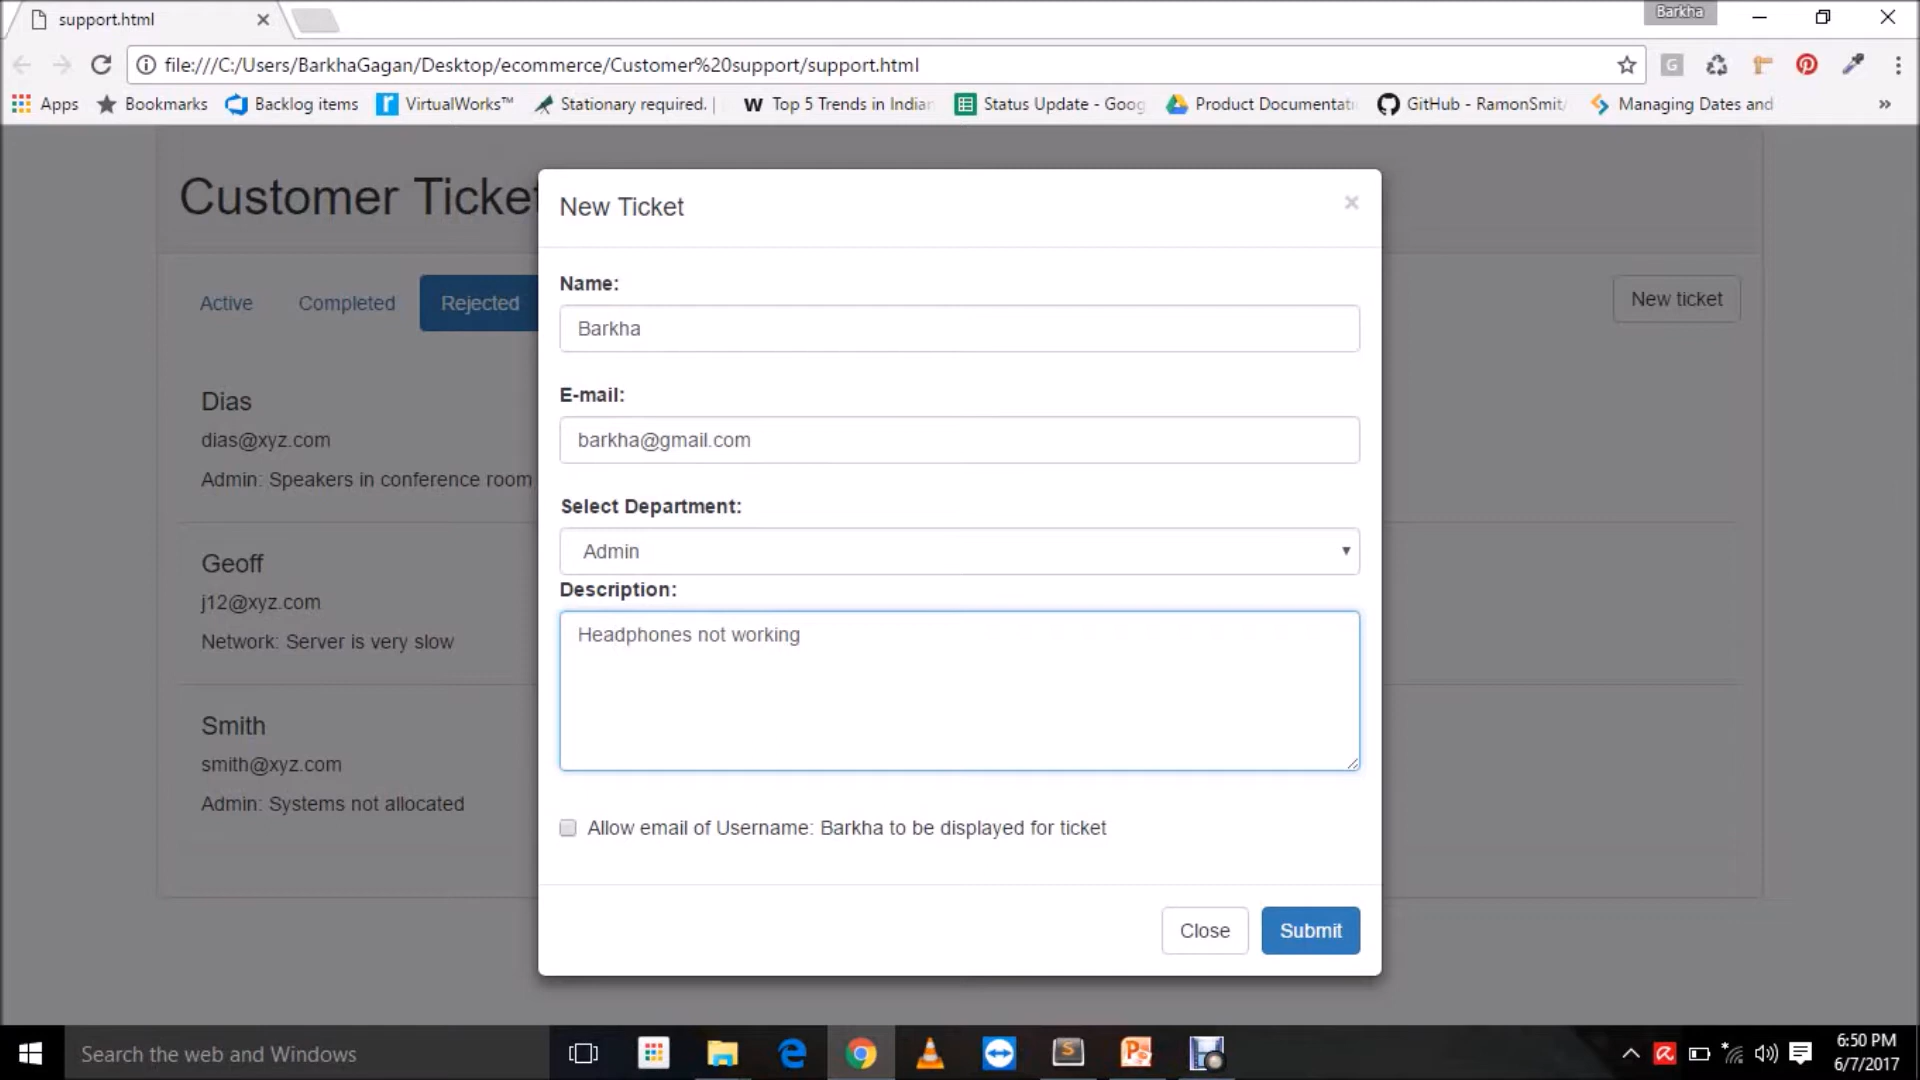 support.html
Barkha
file:///C:/Users/BarkhaGagan/Desktop/ecommerce/Customer%20support/support.html
Apps Bookmarks Backlog items VirtualWorks™ Stationary required. | Top 5 Trends in Indian Status Update - Goog Product Documentati GitHub - RamonSmit/ Managing Dates and »
Customer Ticket
Active Completed Rejected
New ticket
Dias
dias@xyz.com
Admin: Speakers in conference room
Geoff
j12@xyz.com
Network: Server is very slow
Smith
smith@xyz.com
Admin: Systems not allocated
New Ticket ×
Name:
Barkha
E-mail:
barkha@gmail.com
Select Department:
Admin
Description:
Headphones not working
Allow email of Username: Barkha to be displayed for ticket
Close Submit
Search the web and Windows
6:50 PM
6/7/2017